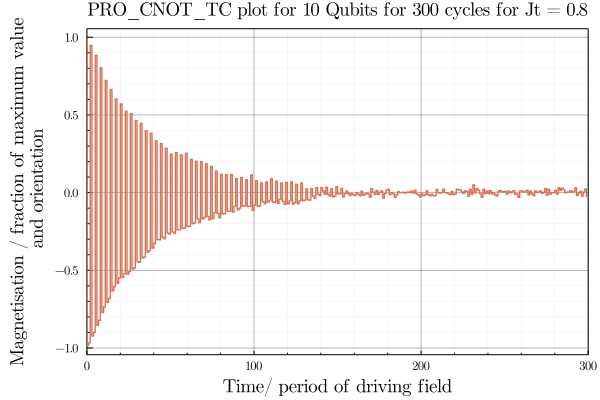 PRO_CNOT_TC plot for 10 Qubits for 300 cycles for Jt = 0.8
Magnetisation / fraction of maximum value
and orientation
1.0
0.5
0.0
−0.5
−1.0
0
100
200
300
Time/ period of driving field